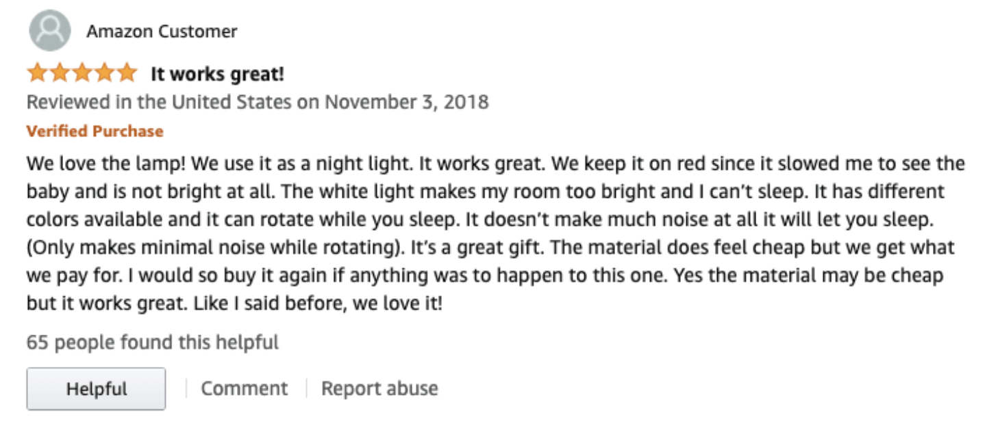 Amazon Customer
It works great!
Reviewed in the United States on November 3, 2018
Verified Purchase
We love the lamp! We use it as a night light. It works great. We keep it on red since it slowed me to see the
baby and is not bright at all. The white light makes my room too bright and I can't sleep. It has different
colors available and it can rotate while you sleep. It doesn't make much noise at all it will let you sleep.
(Only makes minimal noise while rotating). It's a great gift. The material does feel cheap but we get what
we pay for. I would so buy it again if anything was to happen to this one. Yes the material may be cheap
but it works great. Like I said before, we love it!
65 people found this helpful
Helpful Comment Report abuse